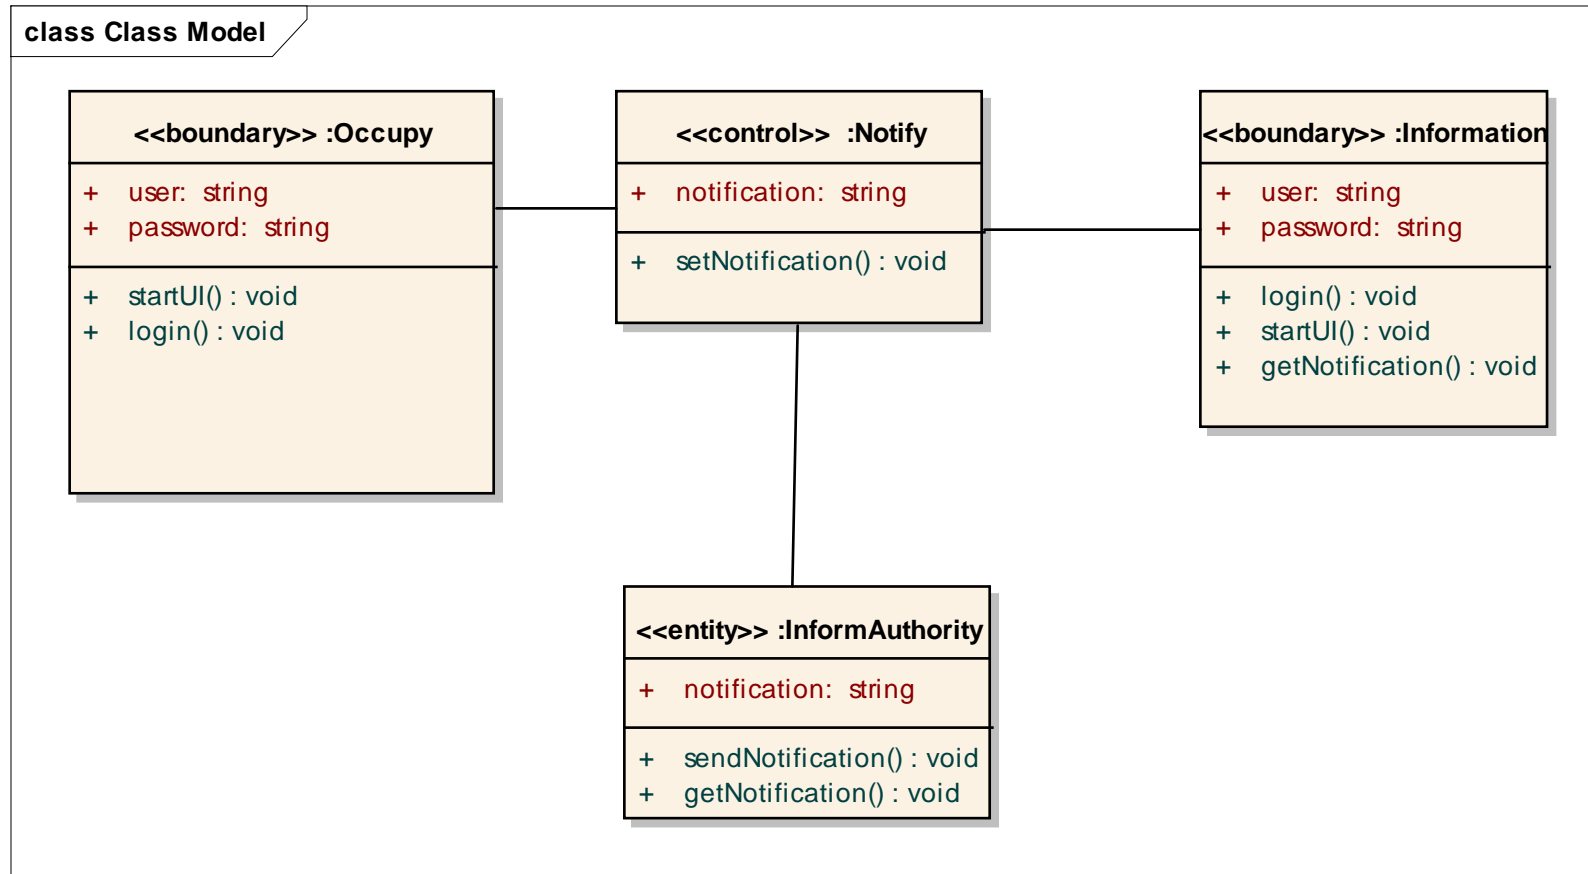 class Class Model
<<boundary>> :Occupy
+ user: string
+ password: string
+ startUI() : void
+ login() : void
<<control>> :Notify
+ notification: string
+ setNotification() : void
<<boundary>> :Information
+ user: string
+ password: string
+ login() : void
+ startUI() : void
+ getNotification() : void
<<entity>> :InformAuthority
+ notification: string
+ sendNotification() : void
+ getNotification() : void